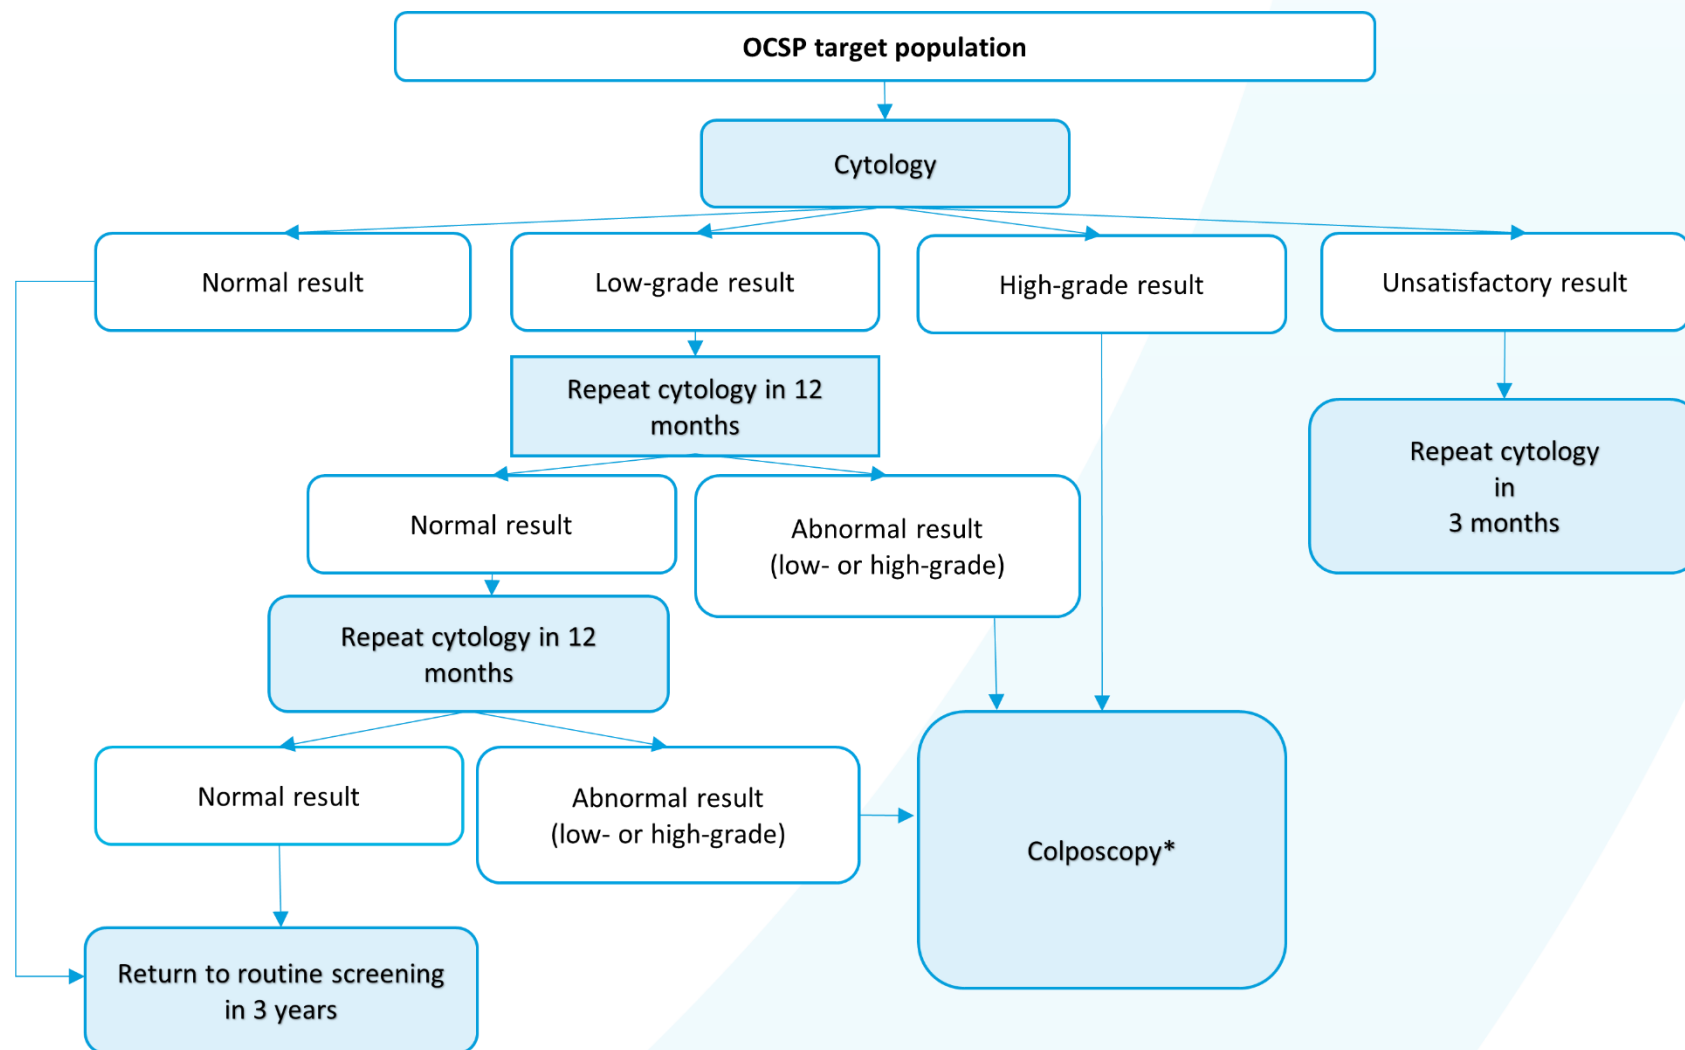 OCSP target population
Cytology
Normal result
Low-grade result
High-grade result
Unsatisfactory result
Repeat cytology in 12
months
Repeat cytology
in
3 months
Normal result
Abnormal result
(low- or high-grade)
Repeat cytology in 12
months
Normal result
Abnormal result
(low- or high-grade)
Colposcopy*
Return to routine screening
in 3 years